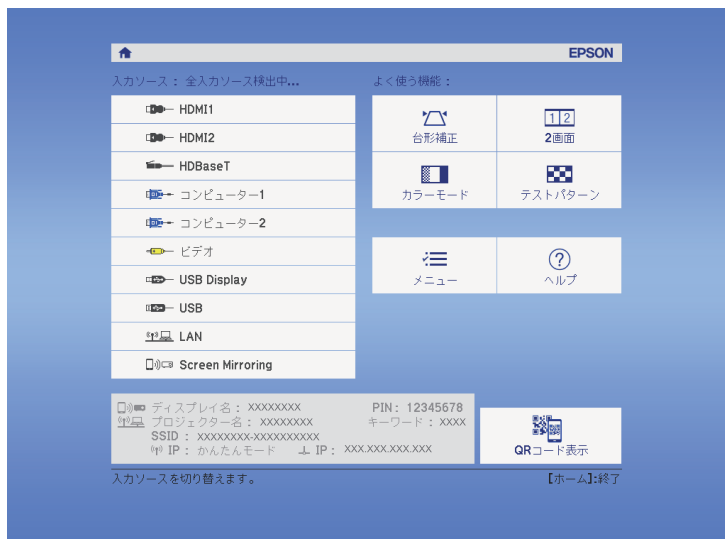 EPSON
入力ソース： 全入力ソース検出中...
HDMI1
HDMI2
HDBaseT
コンピューター1
コンピューター2
ビデオ
USB Display
USB
LAN
Screen Mirroring
よく使う機能：
台形補正
1 2
2画面
カラーモード
テストパターン
メニュー
?
ヘルプ
ディスプレイ名： XXXXXXXX PIN： 12345678
プロジェクター名： XXXXXXXX キーワード： XXXX
SSID： XXXXXXXX-XXXXXXXXXX
IP： かんたんモード IP： XXX.XXX.XXX.XXX
QRコード表示
入力ソースを切り替えます。 【ホーム】:終了